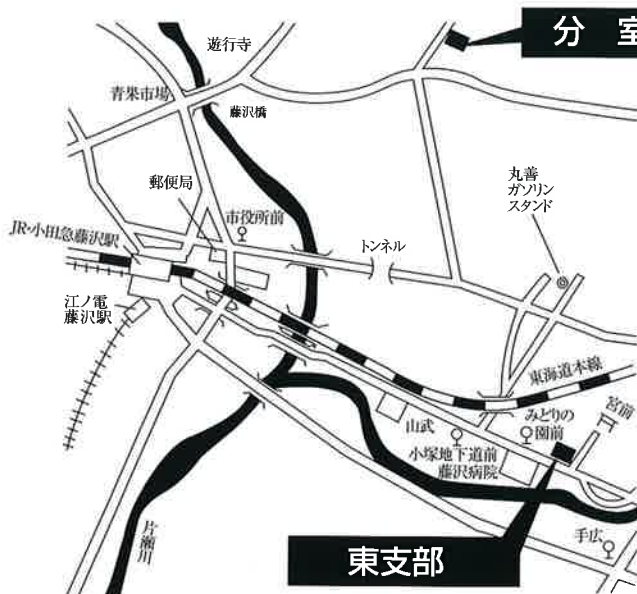 分 室
遊行寺
青果市場
藤沢橋
郵便局
丸善
ガソリン
スタンド
市役所前
JR・小田急藤沢駅
トンネル
江ノ電
藤沢駅
東海道本線
宮前
みどりの
園前
山武
小塚地下道前
藤沢病院
片瀬川
手広
東支部